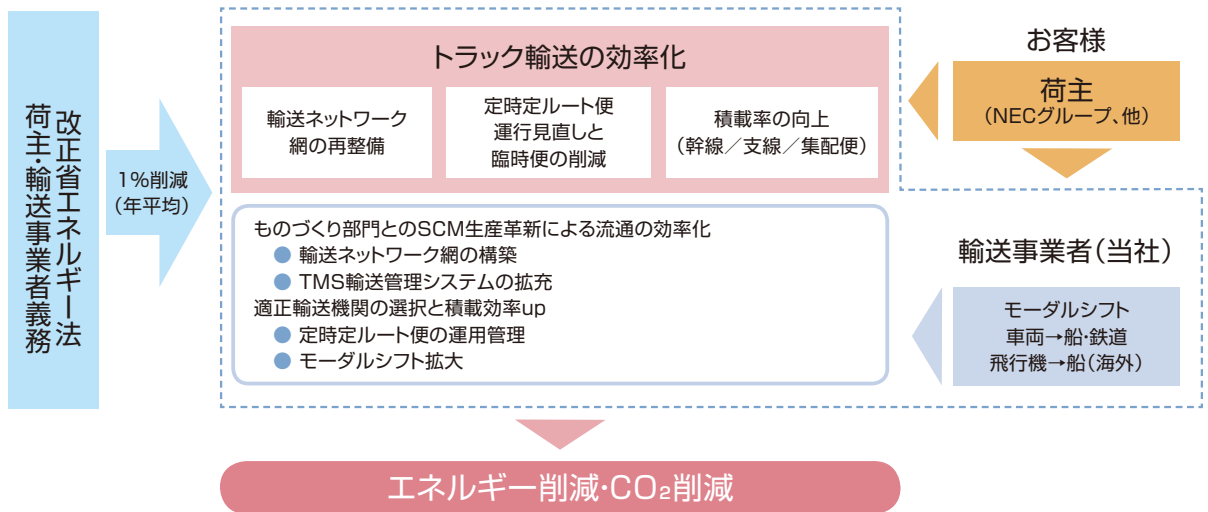 改正省エネルギー法
荷主・輸送事業者義務
1%削減
(年平均)
トラック輸送の効率化
輸送ネットワーク
網の再整備
定時定ルート便
運行見直しと
臨時便の削減
積載率の向上
(幹線/支線/集配便)
お客様
荷主
(NECグループ、他)
ものづくり部門とのSCM生産革新による流通の効率化
● 輸送ネットワーク網の構築
● TMS輸送管理システムの拡充
適正輸送機関の選択と積載効率up
● 定時定ルート便の運用管理
● モーダルシフト拡大
輸送事業者(当社)
モーダルシフト
車両→船・鉄道
飛行機→船(海外)
エネルギー削減・CO₂削減